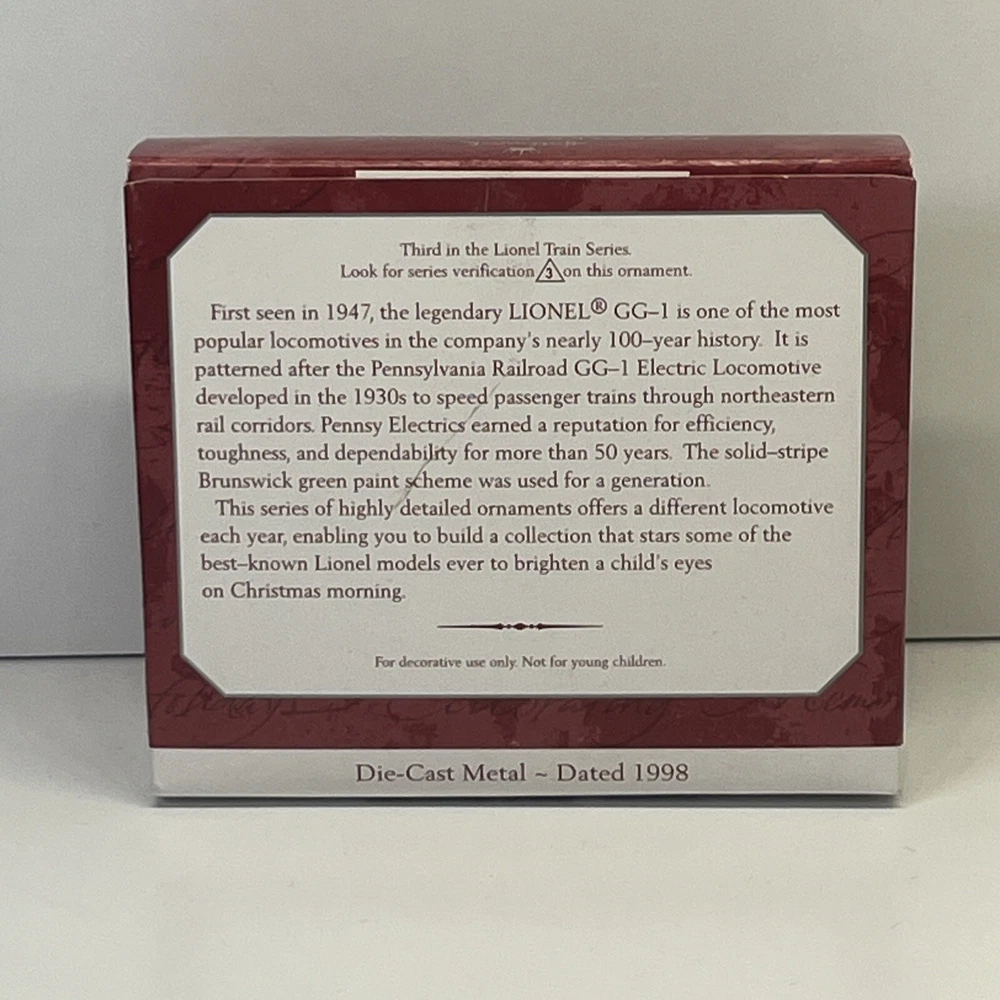 Third in the Lionel Train Series.
Look for series verification 3 on this ornament.
First seen in 1947, the legendary LIONEL® GG–1 is one of the most
popular locomotives in the company's nearly 100–year history. It is
patterned after the Pennsylvania Railroad GG–1 Electric Locomotive
developed in the 1930s to speed passenger trains through northeastern
rail corridors. Pennsy Electrics earned a reputation for efficiency,
toughness, and dependability for more than 50 years. The solid–stripe
Brunswick green paint scheme was used for a generation.
This series of highly detailed ornaments offers a different locomotive
each year, enabling you to build a collection that stars some of the
best–known Lionel models ever to brighten a child's eyes
on Christmas morning.
For decorative use only. Not for young children.
Die-Cast Metal ~ Dated 1998